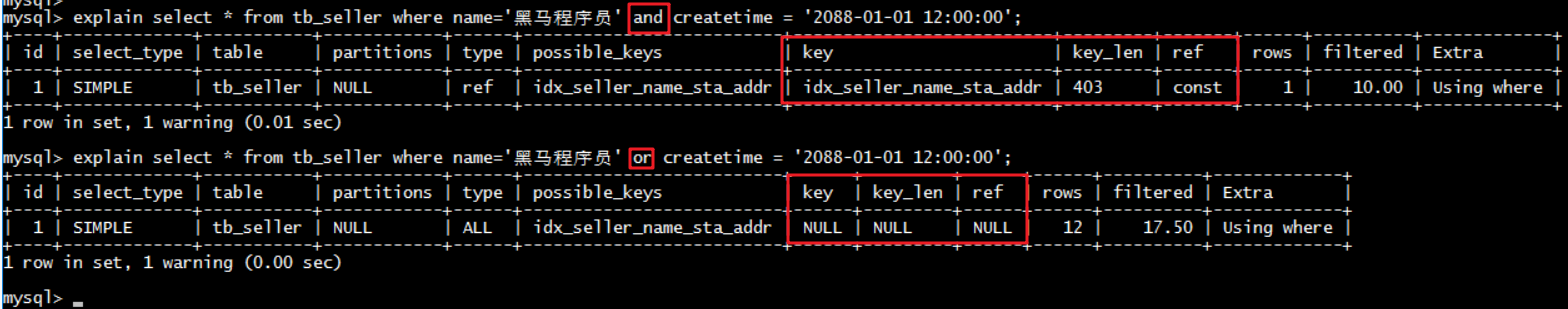 mysql>
mysql> explain select * from tb_seller where name='黑马程序员' and createtime = '2088-01-01 12:00:00';
| id | select_type | table | partitions | type | possible_keys | key | key_len | ref | rows | filtered | Extra |
| 1 | SIMPLE | tb_seller | NULL | ref | idx_seller_name_sta_addr | idx_seller_name_sta_addr | 403 | const | 1 | 10.00 | Using where |
1 row in set, 1 warning (0.01 sec)
mysql> explain select * from tb_seller where name='黑马程序员' or createtime = '2088-01-01 12:00:00';
| id | select_type | table | partitions | type | possible_keys | key | key_len | ref | rows | filtered | Extra |
| 1 | SIMPLE | tb_seller | NULL | ALL | idx_seller_name_sta_addr | NULL | NULL | NULL | 12 | 17.50 | Using where |
1 row in set, 1 warning (0.00 sec)
mysql>